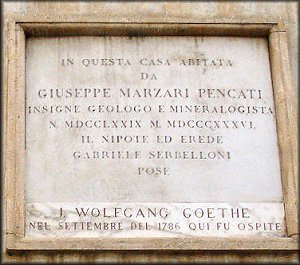 IN QUESTA CASA ABITATA
DA
GIUSEPPE MARZARI PENCATI
INSIGNE GEOLOGO E MINERALOGISTA
N. MDCCLXXIX M. MDCCCXXXVI.
IL NIPOTE ED EREDE
GABRIELE SERBELLONI
POSE
J. WOLFGANG GOETHE
NEL SETTEMBRE DEL 1786 QUI FU OSPITE